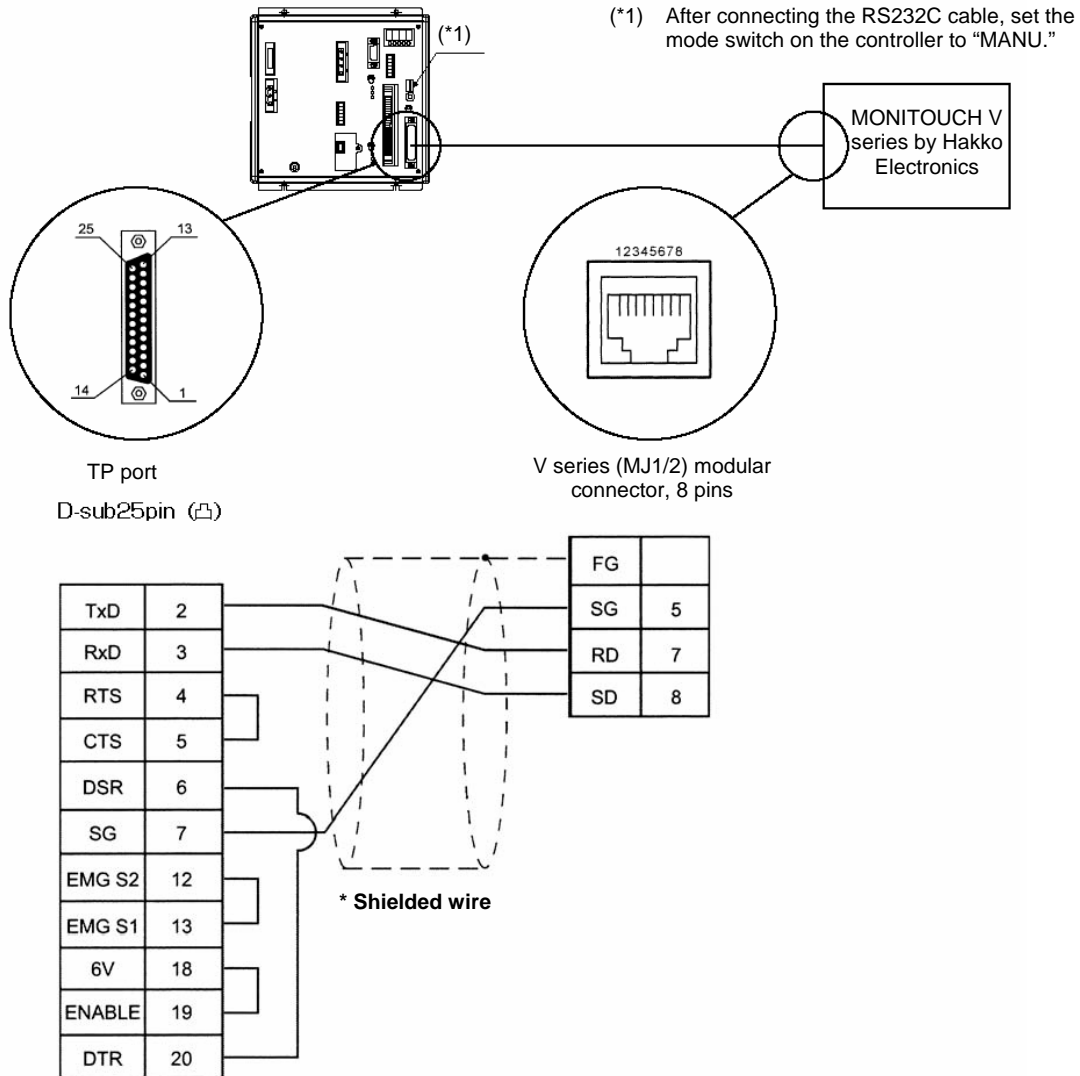 (*1)
(*1) After connecting the RS232C cable, set the
mode switch on the controller to “MANU.”
MONITOUCH V
series by Hakko
Electronics
25
13
14
1
12345678
TP port
D-sub25pin (凸)
V series (MJ1/2) modular
connector, 8 pins
TxD 2
RxD 3
RTS 4
CTS 5
DSR 6
SG 7
EMG S2 12
EMG S1 13
6V 18
ENABLE 19
DTR 20
FG
SG 5
RD 7
SD 8
* Shielded wire